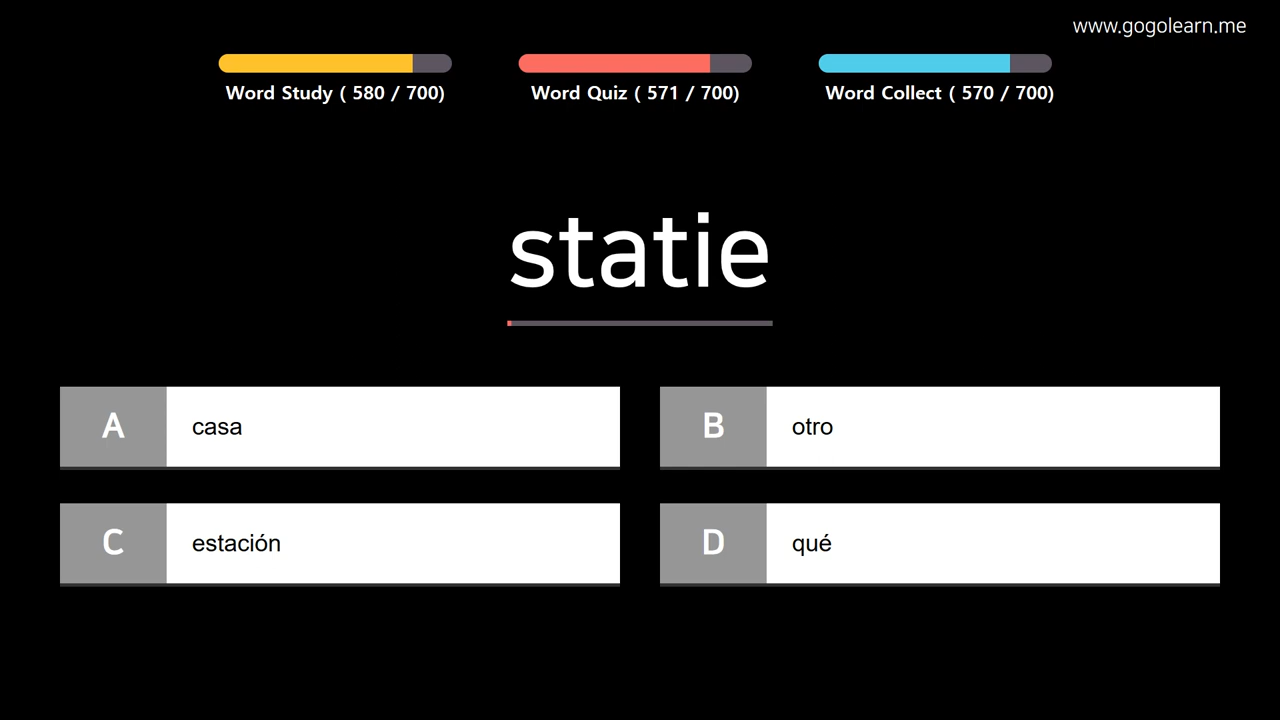 www.gogolearn.me
Word Study ( 580 / 700)
Word Quiz ( 571 / 700)
Word Collect ( 570 / 700)
statie
A
casa
B
otro
C
estación
D
qué